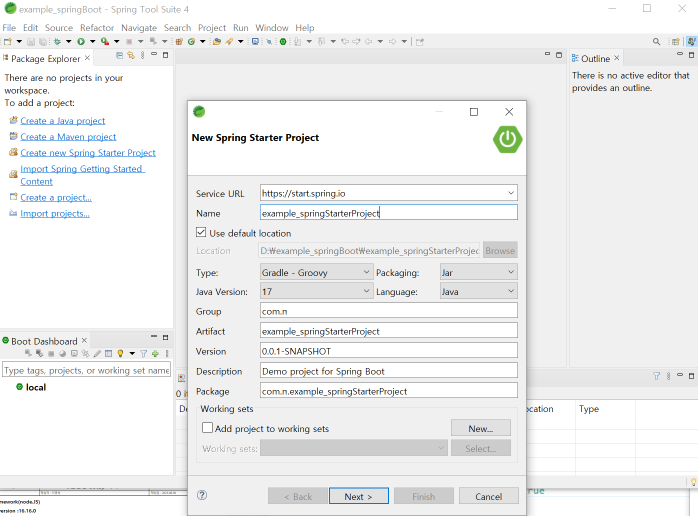 example_springBoot - Spring Tool Suite 4
File Edit Source Refactor Navigate Search Project Run Window Help
Package Explorer
There are no projects in your
workspace.
To add a project:
Create a Java project
Create a Maven project
Create new Spring Starter Project
Import Spring Getting Started
Content
Create a project...
Import projects...
Outline
There is no active editor that
provides an outline.
New Spring Starter Project
Service URL https://start.spring.io
Name example_springStarterProject
Use default location
Location D:₩example_springBoot₩example_springStarterProjec Browse
Type: Gradle - Groovy Packaging: Jar
Java Version: 17 Language: Java
Group com.n
Artifact example_springStarterProject
Version 0.0.1-SNAPSHOT
Description Demo project for Spring Boot
Package com.n.example_springStarterProject
Working sets
Add project to working sets New...
Working sets: Select...
< Back Next > Finish Cancel
Boot Dashboard
Type tags, projects, or working set name
local
0 it
De
ocation Type
rue
mework(node.JS)
version :16.16.0